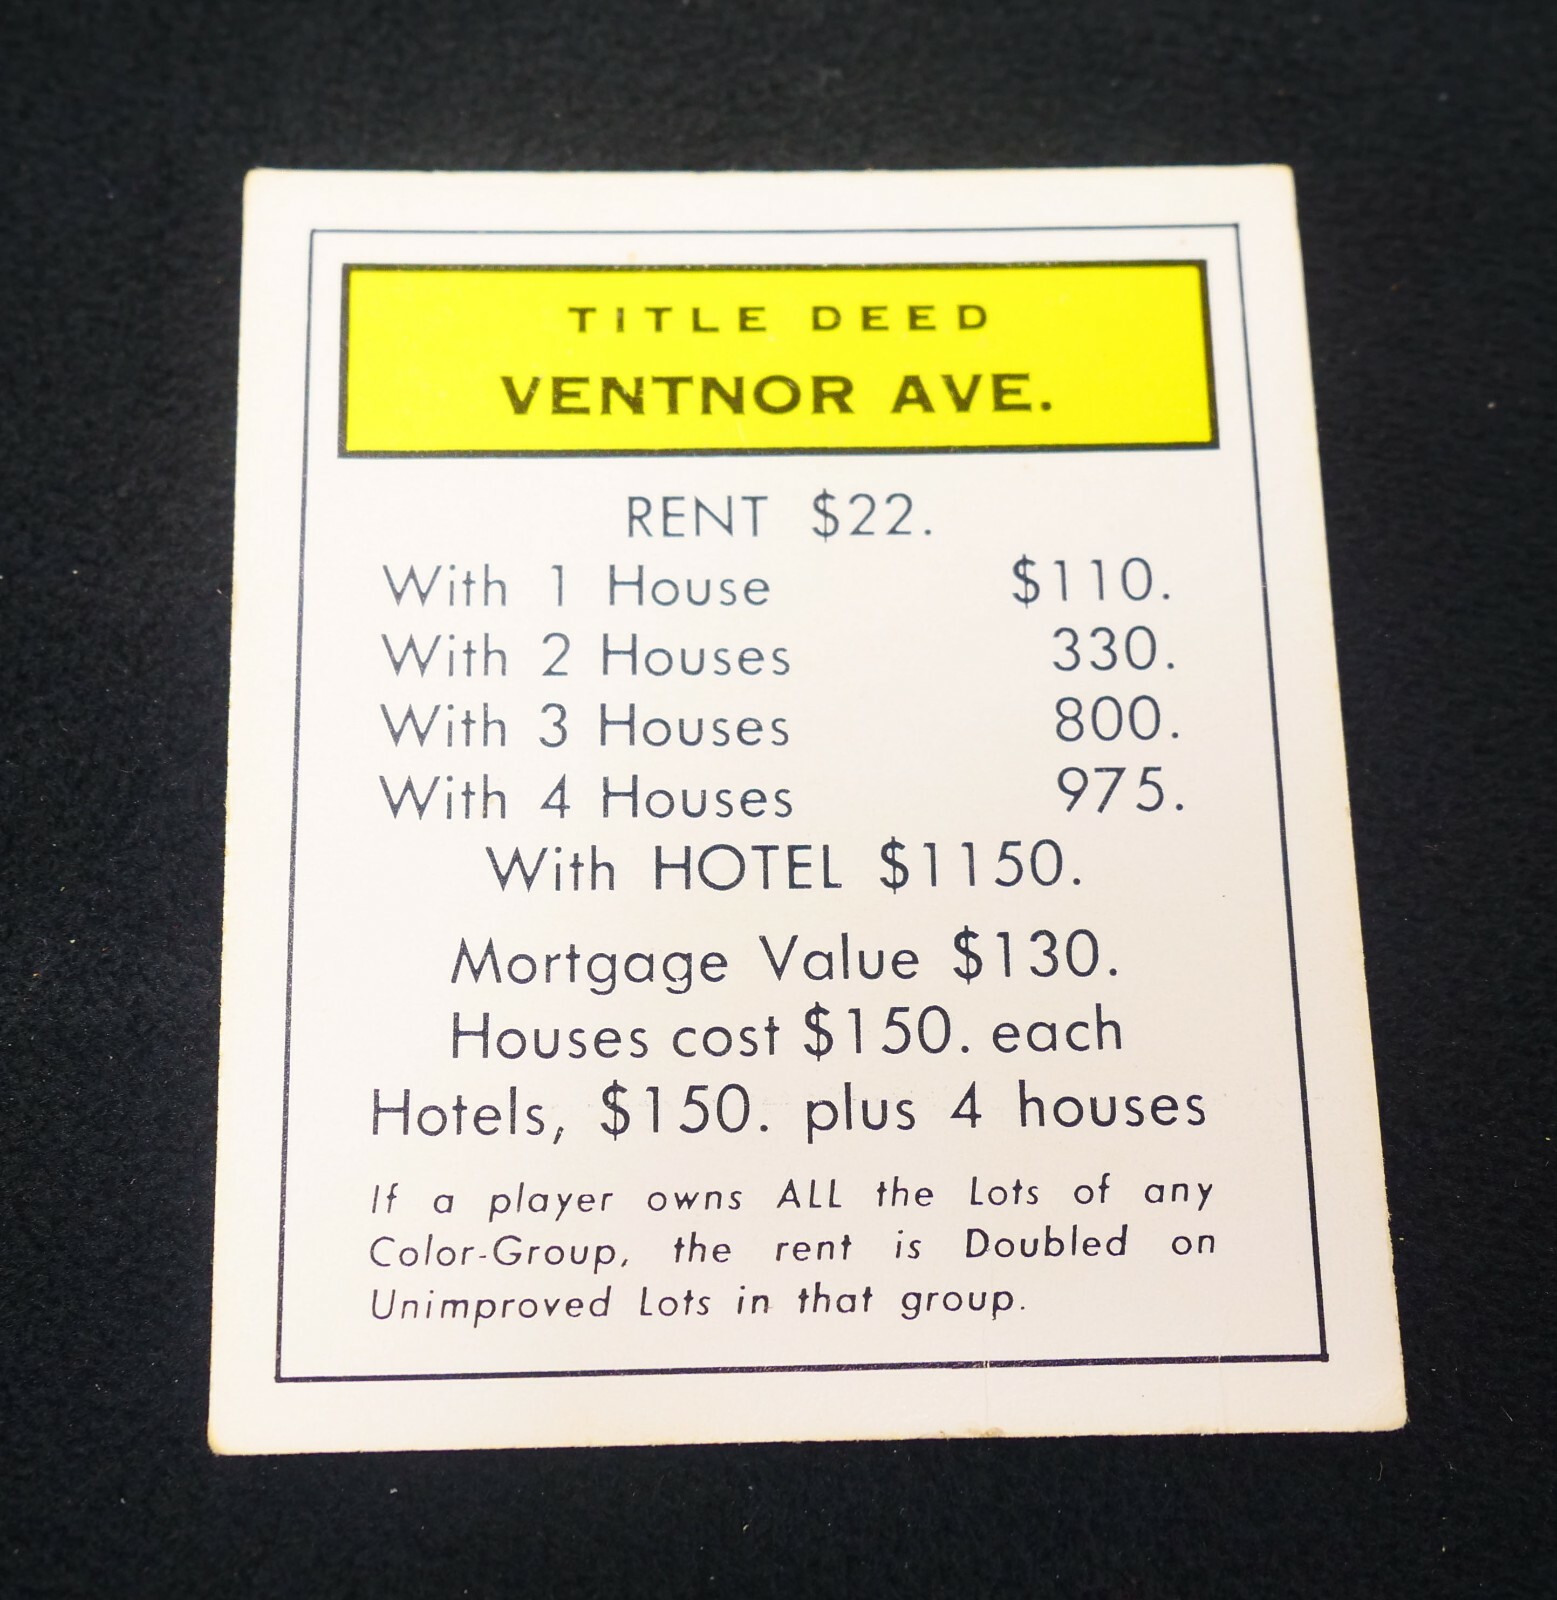 TITLE DEED
VENTNOR AVE.
RENT $22.
With 1 House $110.
With 2 Houses 330.
With 3 Houses 800.
With 4 Houses 975.
With HOTEL $1150.
Mortgage Value $130.
Houses cost $150. each
Hotels, $150. plus 4 houses
If a player owns ALL the Lots of any
Color-Group, the rent is Doubled on
Unimproved Lots in that group.